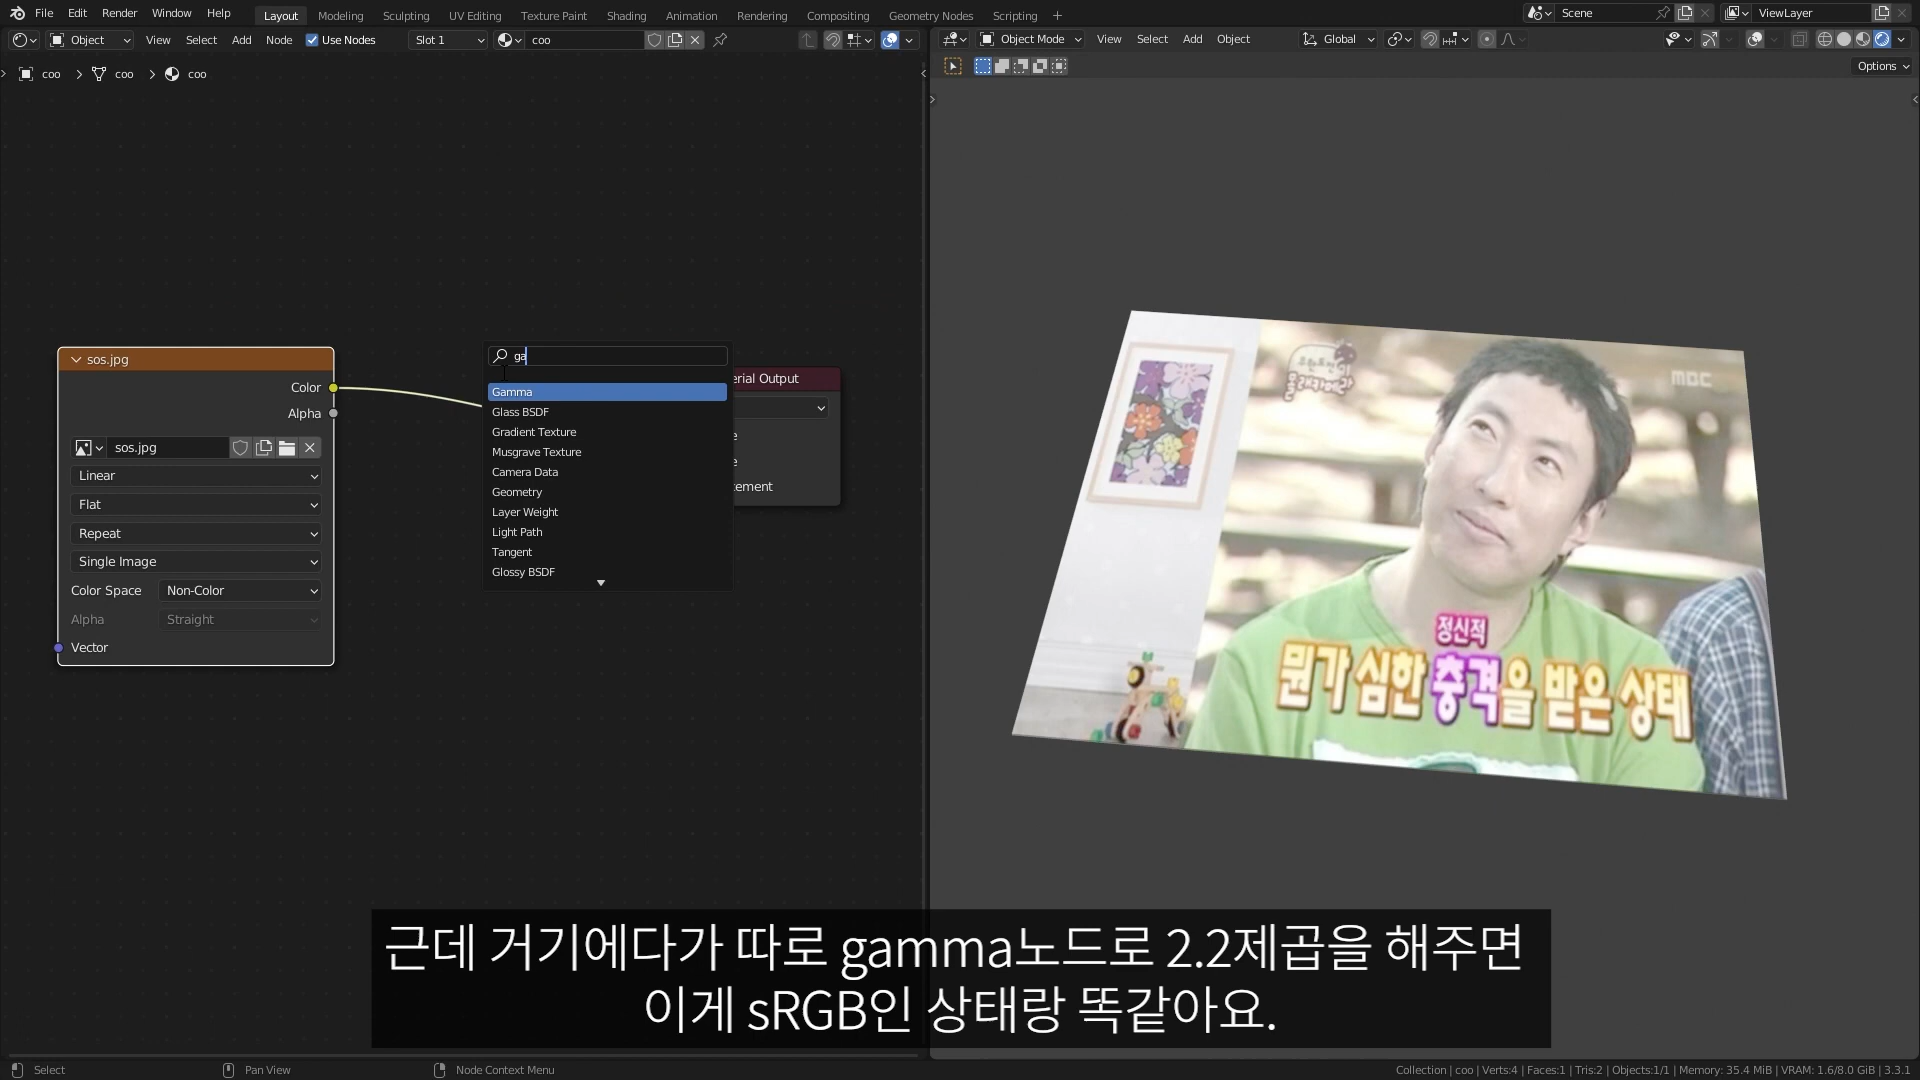 File Edit Render Window Help Layout Modeling Sculpting UV Editing Texture Paint Shading Animation Rendering Compositing Geometry Nodes Scripting + Scene ViewLayer
Object View Select Add Node Use Nodes Slot 1 coo
Object Mode View Select Add Object Global
Options
coo > coo > coo
sos.jpg
Color
Alpha
sos.jpg
Linear
Flat
Repeat
Single Image
Color Space Non-Color
Alpha Straight
Vector
ga
Gamma
Glass BSDF
Gradient Texture
Musgrave Texture
Camera Data
Geometry
Layer Weight
Light Path
Tangent
Glossy BSDF
erial Output
e
e
cement
MBC
정신적
뭔가 심한 충격을 받은 상태
근데 거기에다가 따로 gamma노드로 2.2제곱을 해주면
이게 sRGB인 상태랑 똑같아요.
Select Pan View Node Context Menu
Collection | coo | Verts:4 | Faces:1 | Tris:2 | Objects:1/1 | Memory: 35.4 MiB | VRAM: 1.6/8.0 GiB | 3.3.1